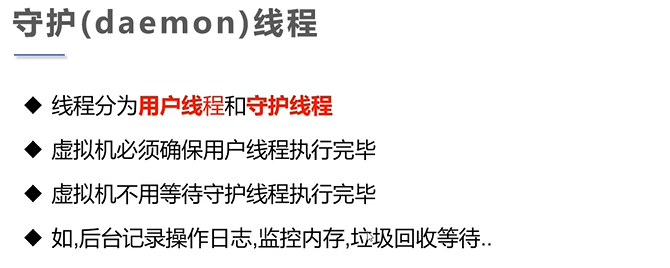 守护(daemon)线程
◆ 线程分为用户线程和守护线程
◆ 虚拟机必须确保用户线程执行完毕
◆ 虚拟机不用等待守护线程执行完毕
◆ 如,后台记录操作日志,监控内存,垃圾回收等待..